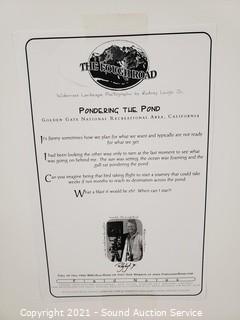 THE ROUGH ROAD
Wilderness Landscape Photography by Rodney Lough Jr.
PONDERING THE POND
GOLDEN GATE NATIONAL RECREATIONAL AREA, CALIFORNIA
It's funny sometimes how we plan for what we want and typically are not ready
for what we get.
I had been looking the other way only to turn at the last moment to see what
was going on behind me. The sun was setting, the ocean was foaming and the
gull sat pondering the pond.
Can you imagine being that bird taking flight to start a journey that could take
weeks if not months to reach its destination across the pond.
What a blast it would be eh? When can I start?!
Field Notes
Copyright 2021 - Sound Auction Service